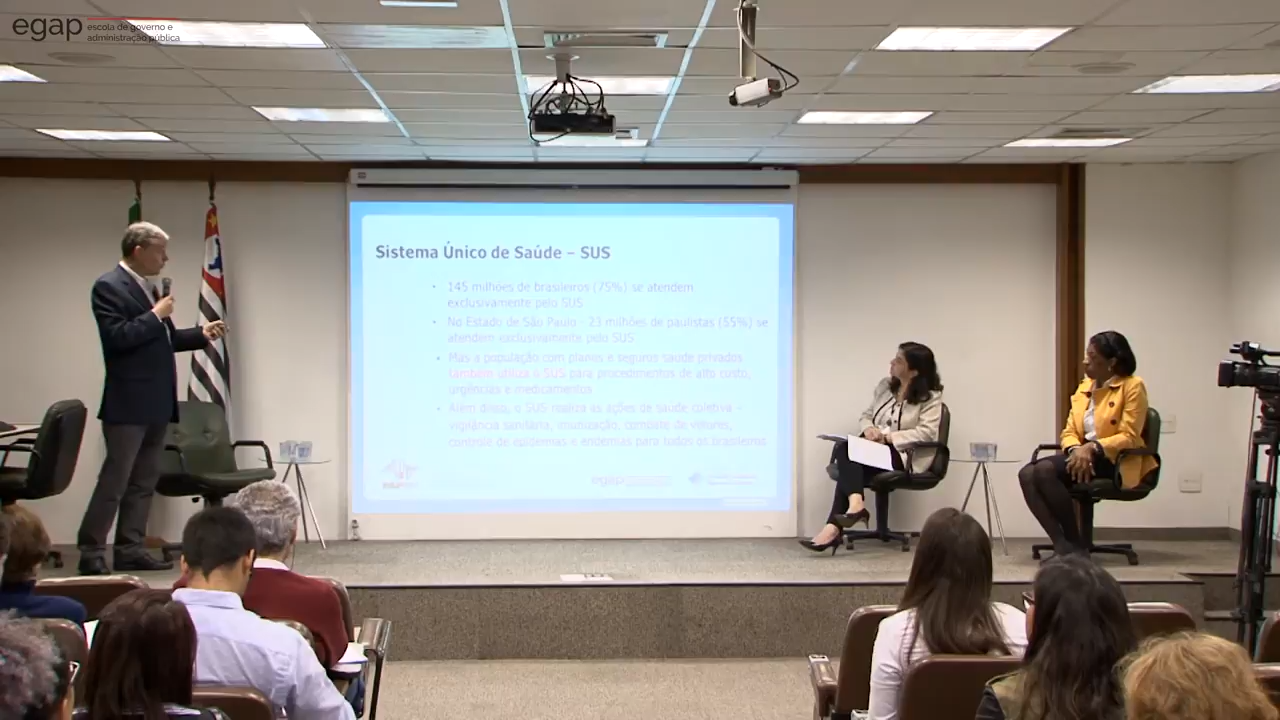 egap escola de governo e
administração pública
Sistema Único de Saúde – SUS
• 145 milhões de brasileiros (75%) se atendem
exclusivamente pelo SUS
• No Estado de São Paulo - 23 milhões de paulistas (55%) se
atendem exclusivamente pelo SUS
• Mas a população com planos e seguros saúde privados
também utiliza o SUS para procedimentos de alto custo,
urgências e medicamentos
• Além disso, o SUS realiza as ações de saúde coletiva –
vigilância sanitária, imunização, combate de vetores,
controle de epidemias e endemias para todos os brasileiros
egap